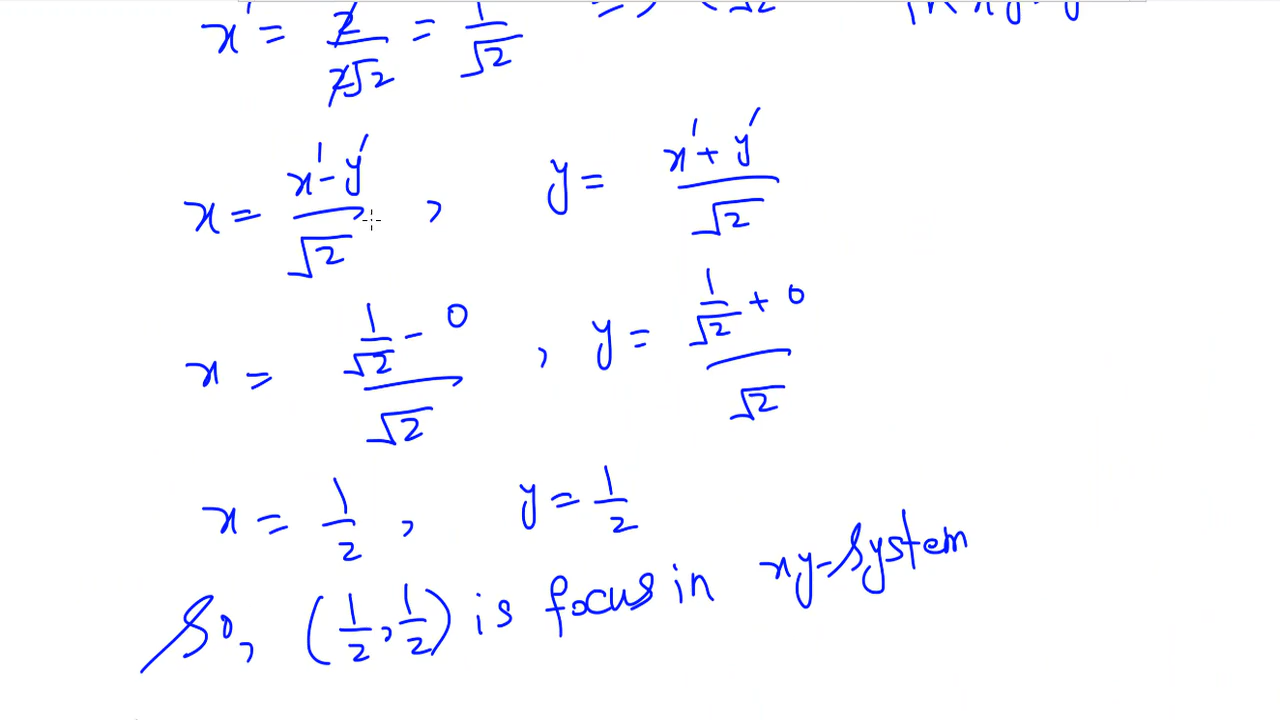 x' = 2/2√2 = 1/√2
x = (x' - y')/√2 , y = (x' + y')/√2
x = (1/√2 - 0)/√2 , y = (1/√2 + 0)/√2
x = 1/2 , y = 1/2
So, (1/2, 1/2) is focus in xy-system